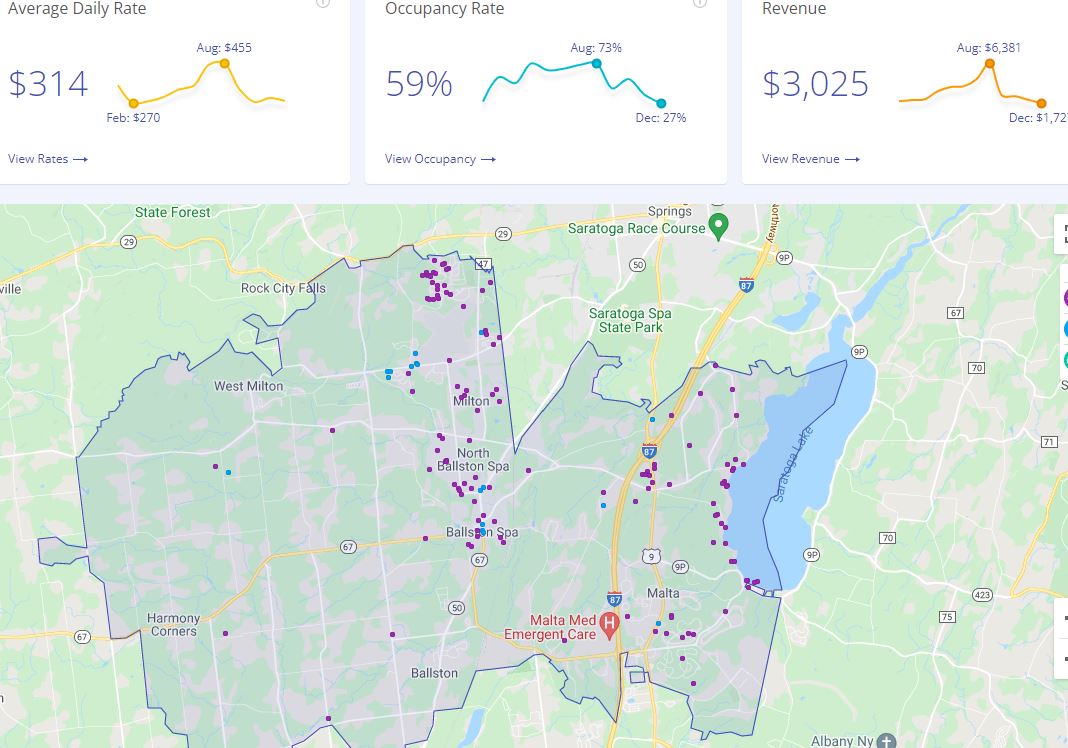 Average Daily Rate
Occupancy Rate
Revenue
Aug: $455
Aug: 73%
Aug: $6,381
$314
59%
$3,025
Feb: $270
Dec: 27%
Dec: $1,72
View Rates →
View Occupancy →
View Revenue →
State Forest
Springs
Saratoga Race Course
Northway
29
29
50
9P
47
ville
Rock City Falls
87
67
Saratoga Spa
State Park
9P
70
West Milton
Milton
71
North
Ballston Spa
87
Saratoga Lake
Ballston Spa
67
67
9
9P
9P
70
Malta
87
423
50
75
Harmony
Corners
67
Malta Med
Emergent Care
H
Ballston
Albany Ny